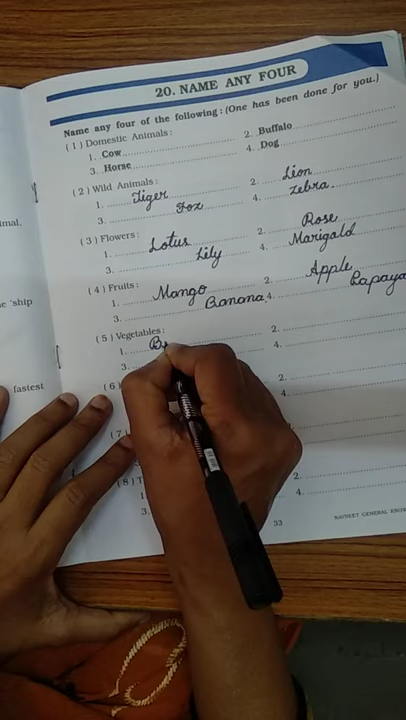 20. NAME ANY FOUR
Name any four of the following : (One has been done for you.)
( 1 ) Domestic Animals :
1. Cow 2. Buffalo
3. Horse 4. Dog
( 2 ) Wild Animals :
1. Tiger 2. Lion
3. Fox 4. Zebra
( 3 ) Flowers :
1. Lotus 2. Rose
3. Lily 4. Marigold
( 4 ) Fruits :
1. Mango 2. Apple
3. Banana 4. Papaya
( 5 ) Vegetables :
1. 2.
3. 4.
( 6 )
2.
4.
( 7 )
( 8 ) T
1. 2.
3. 4.
33
NAVNEET GENERAL
imal.
e 'ship
fastest